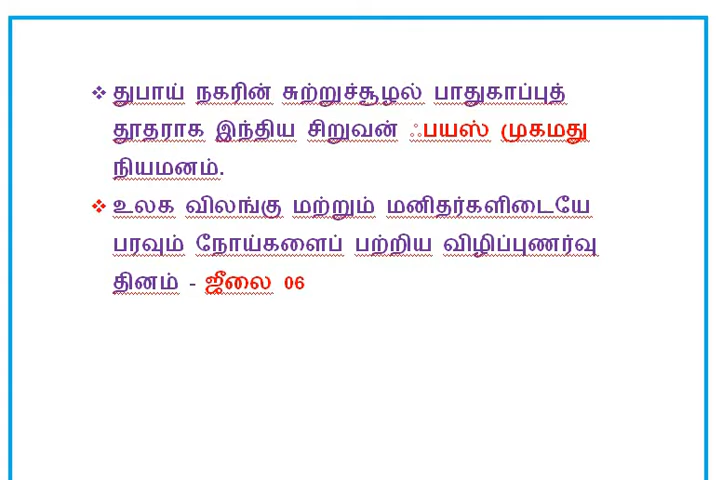 ❖ துபாய் நகரின் சுற்றுச்சூழல் பாதுகாப்புத்
தூதராக இந்திய சிறுவன் ஃபயஸ் முகமது
நியமனம்.
❖ உலக விலங்கு மற்றும் மனிதர்களிடையே
பரவும் நோய்களைப் பற்றிய விழிப்புணர்வு
தினம் - ஜீலை 06